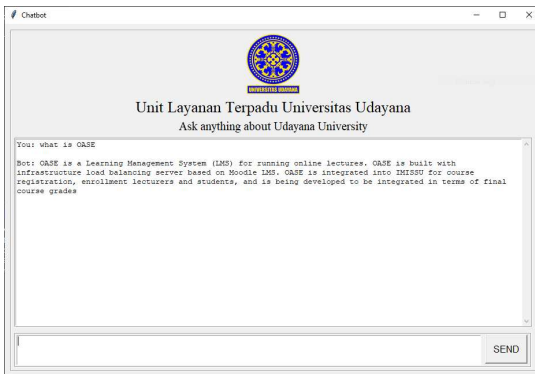 Chatbot
UNIVERSITAS UDAYANA
Unit Layanan Terpadu Universitas Udayana
Ask anything about Udayana University
You: what is OASE
Bot: OASE is a Learning Management System (LMS) for running online lectures. OASE is built with
infrastructure load balancing server based on Moodle LMS. OASE is integrated into IMISSU for course
registration, enrollment lecturers and students, and is being developed to be integrated in terms of final
course grades
SEND